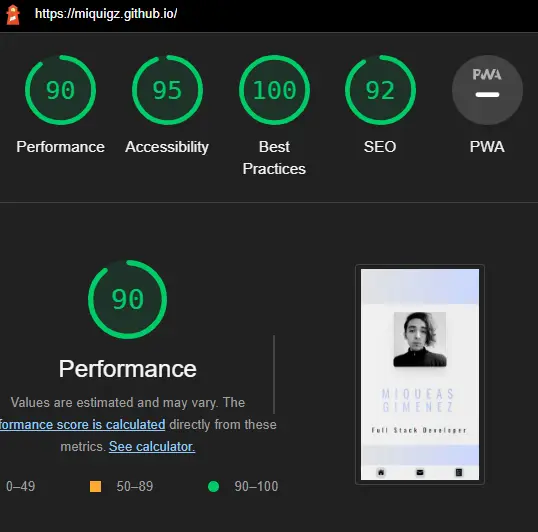 https://miquigz.github.io/
90 95 100 92 PWA
Performance Accessibility Best Practices SEO PWA
90
Performance
Values are estimated and may vary. The
formance score is calculated directly from these
metrics. See calculator.
0–49 50–89 90–100
MIQUEAS
GIMENEZ
Full Stack Developer